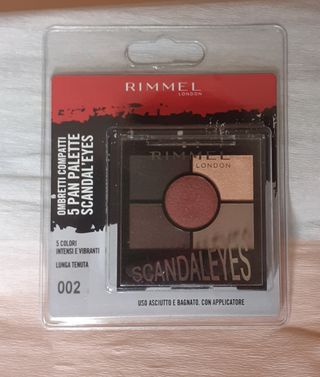 RIMMEL
LONDON
OMBRETTI COMPATTI
5 PAN PALETTE
SCANDAL'EYES
5 COLORI
INTENSI E VIBRANTI
LUNGA TENUTA
002
RIMMEL
LONDON
SCANDALEYES
USO ASCIUTTO E BAGNATO. CON APPLICATORE